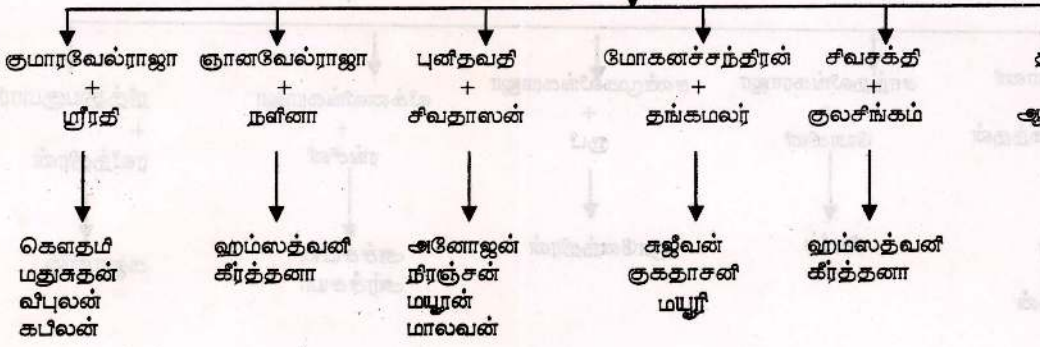 குமாரவேல்ராஜா ஞானவேல்ராஜா புனிதவதி மோகனச்சந்திரன் சிவசக்தி
+ + + + +
ஸ்ரீரதி நளினா சிவதாஸன் தங்கமலர் குலசிங்கம்
கௌதமி ஹம்ஸத்வனி அனோஜன் சுஜீவன் ஹம்ஸத்வனி
மதுசுதன் கீர்த்தனா நிரஞ்சன் குகதாசனி கீர்த்தனா
விபுலன் மயூரன் மயூரி
கபிலன் மாலவன்